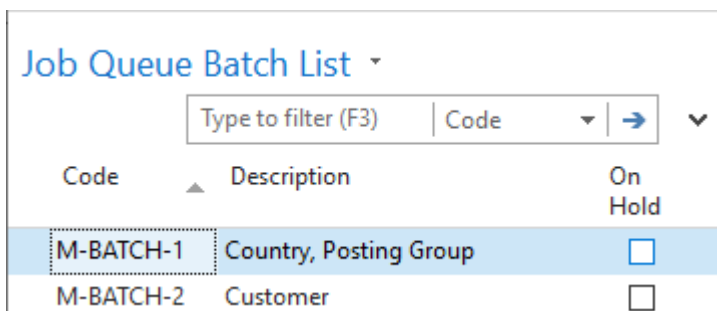 Job Queue Batch List
Type to filter (F3) Code
Code Description On Hold
M-BATCH-1 Country, Posting Group
M-BATCH-2 Customer